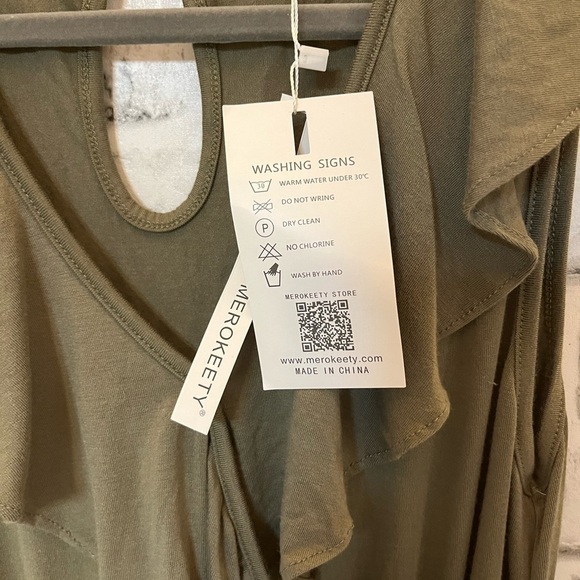 WASHING SIGNS
30 WARM WATER UNDER 30℃
DO NOT WRING
P DRY CLEAN
NO CHLORINE
WASH BY HAND
MEROKEETY STORE
www.merokeety.com
MADE IN CHINA
MEROKEETY®